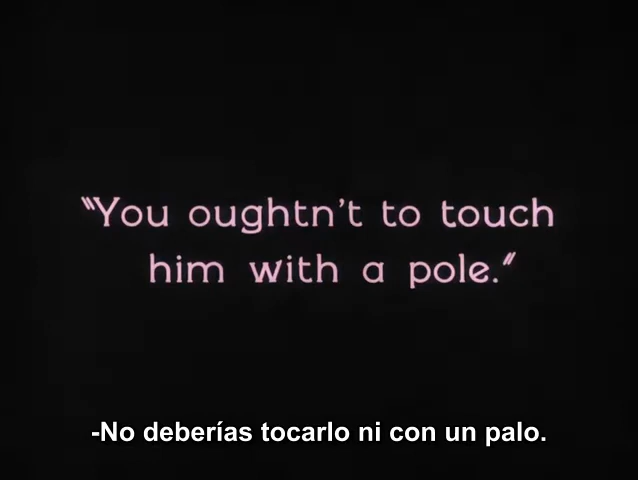 "You oughtn't to touch
him with a pole."
-No deberías tocarlo ni con un palo.